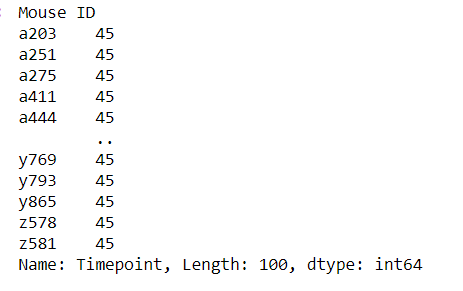 Mouse ID
a203    45
a251    45
a275    45
a411    45
a444    45
        ..
y769    45
y793    45
y865    45
z578    45
z581    45
Name: Timepoint, Length: 100, dtype: int64